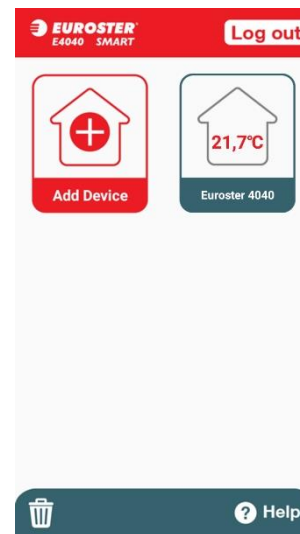 EUROSTER
E4040 SMART
Log out
21,7°C
Add Device
Euroster 4040
? Help